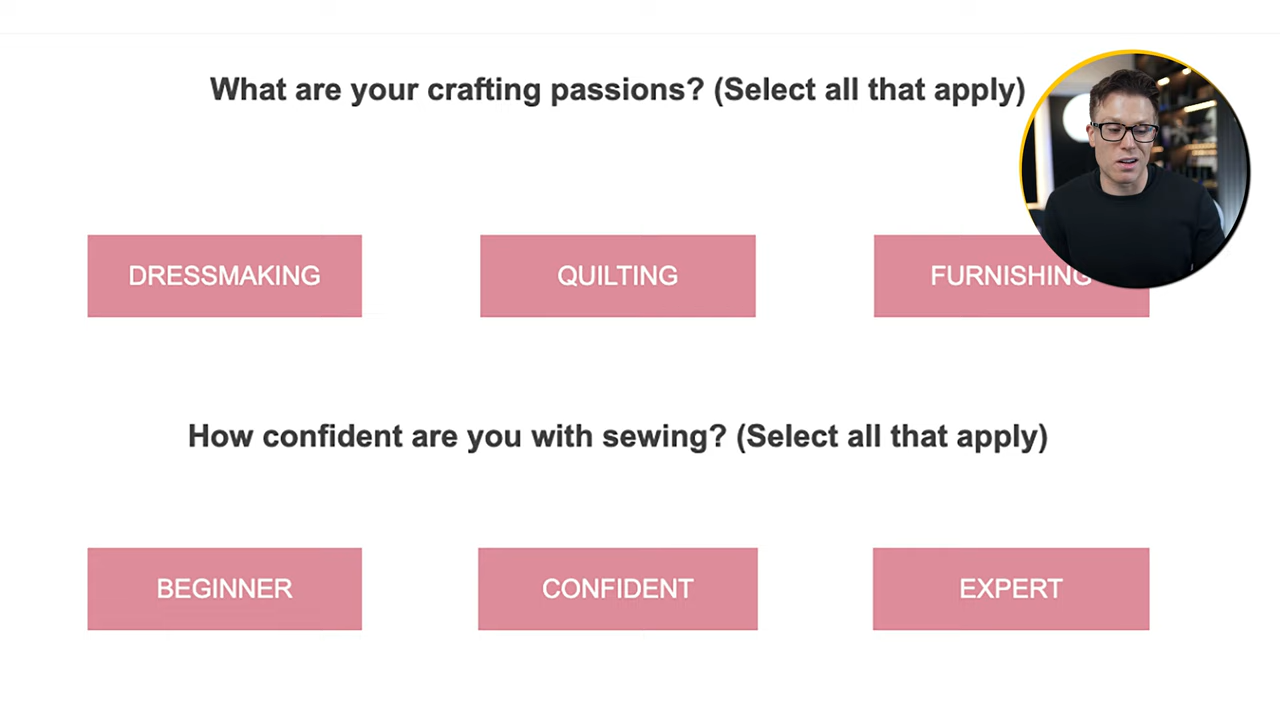 What are your crafting passions? (Select all that apply)
DRESSMAKING
QUILTING
FURNISHING
How confident are you with sewing? (Select all that apply)
BEGINNER
CONFIDENT
EXPERT